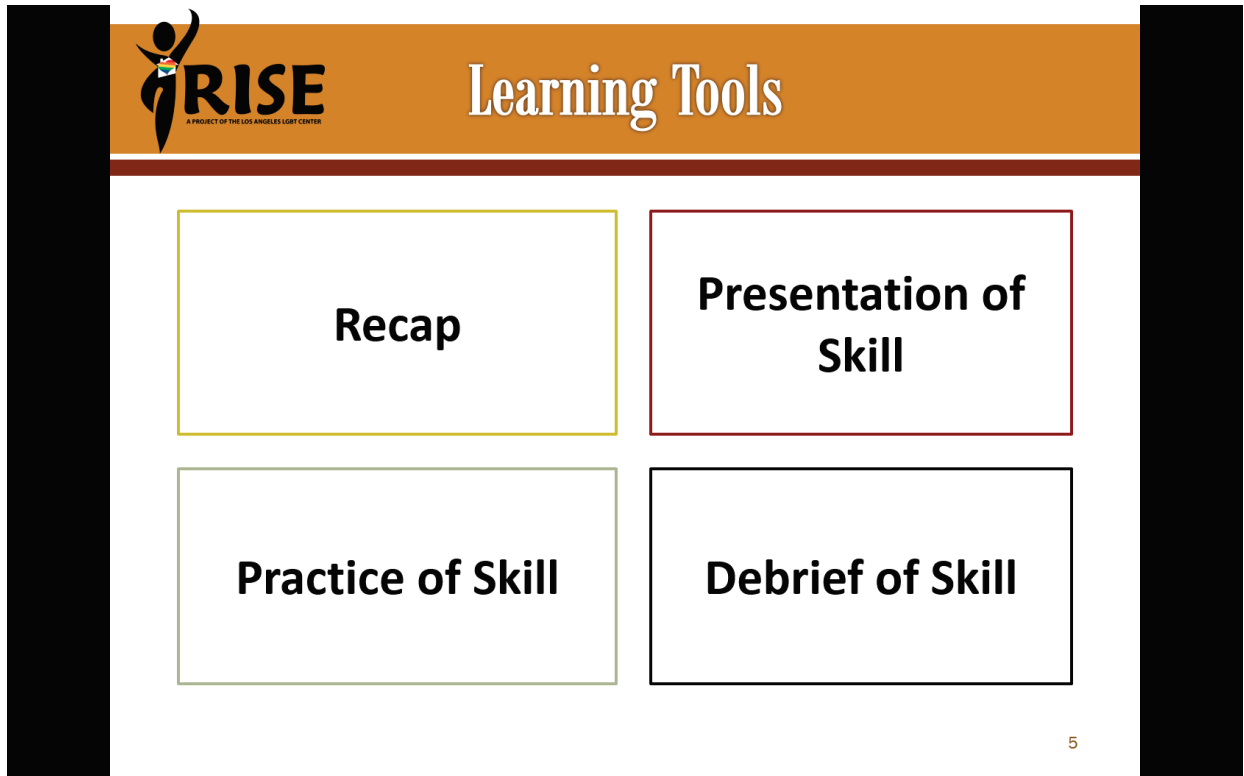 RISE
A PROJECT OF THE LOS ANGELES LGBT CENTER
Learning Tools
Recap
Presentation of
Skill
Practice of Skill
Debrief of Skill
5